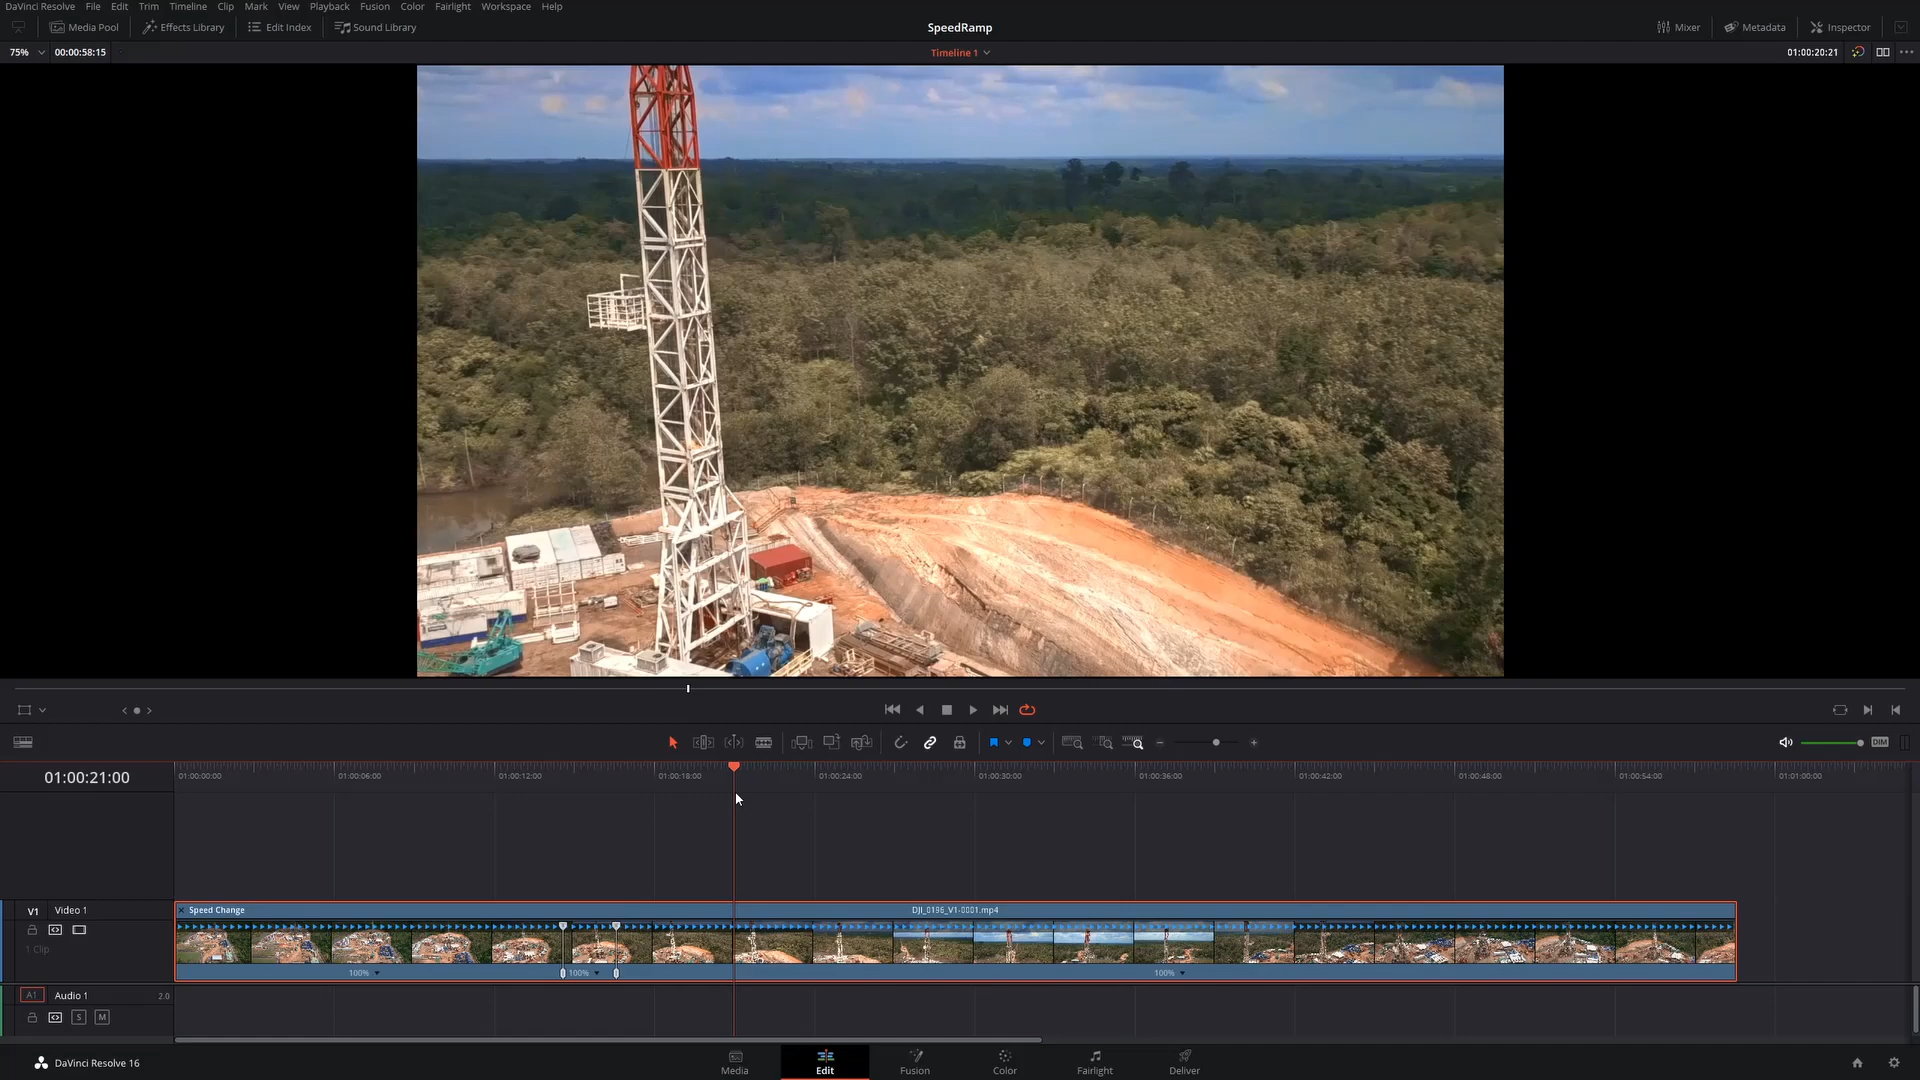 DaVinci Resolve File Edit Trim Timeline Clip Mark View Playback Fusion Color Fairlight Workspace Help
Media Pool Effects Library Edit Index Sound Library SpeedRamp Mixer Metadata Inspector
75% 00:00:58:15 Timeline 1 01:00:20:21
DIM
01:00:21:00 01:00:00:00 01:00:06:00 01:00:12:00 01:00:18:00 01:00:24:00 01:00:30:00 01:00:36:00 01:00:42:00 01:00:48:00 01:00:54:00 01:01:00:00
V1 Video 1 Speed Change DJI_0196_V1-0001.mp4
1 Clip
100% 100% 100%
A1 Audio 1 2.0
S M
DaVinci Resolve 16 Media Edit Fusion Color Fairlight Deliver